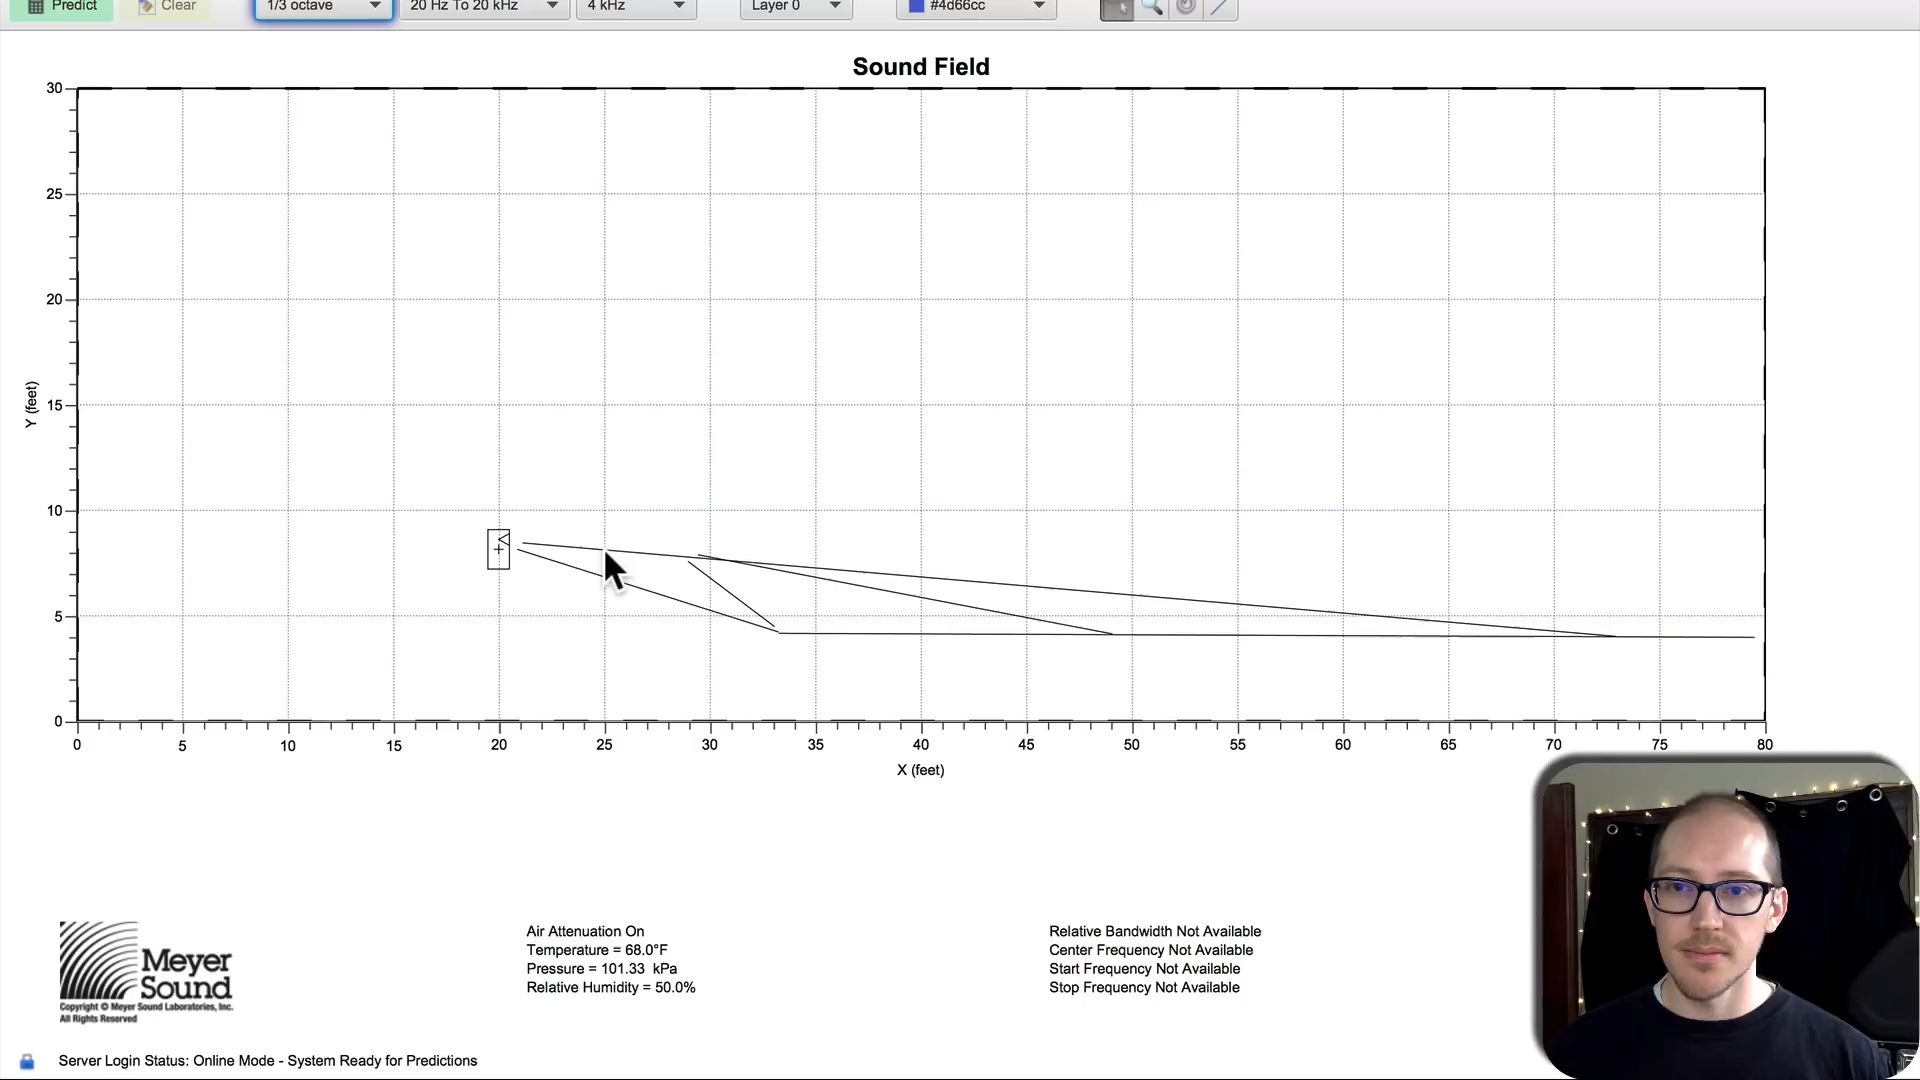 Predict
Clear
1/3 octave
20 Hz To 20 kHz
4 kHz
Layer 0
#4d66cc
Sound Field
30
25
20
15
10
5
0
Y (feet)
0 5 10 15 20 25 30 35 40 45 50 55 60 65 70 75 80
X (feet)
Meyer
Sound
Copyright © Meyer Sound Laboratories, Inc.
All Rights Reserved
Air Attenuation On
Temperature = 68.0°F
Pressure = 101.33 kPa
Relative Humidity = 50.0%
Relative Bandwidth Not Available
Center Frequency Not Available
Start Frequency Not Available
Stop Frequency Not Available
Server Login Status: Online Mode - System Ready for Predictions